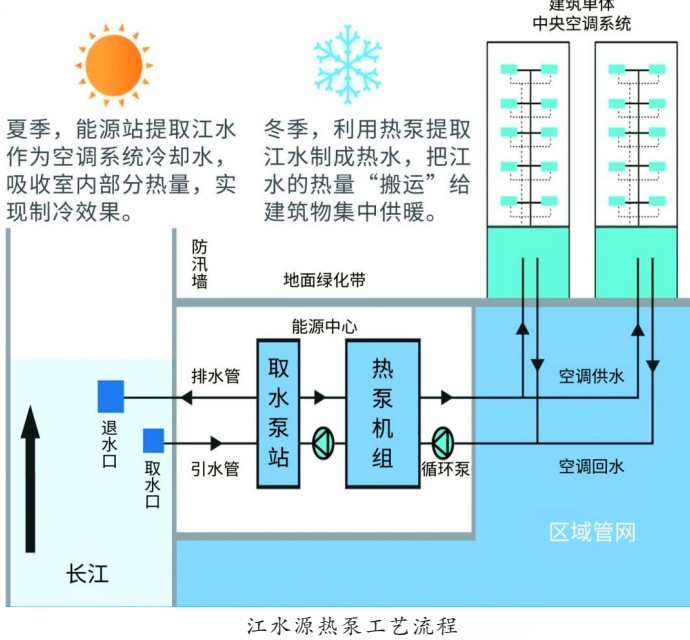 建筑单体
中央空调系统
夏季，能源站提取江水
作为空调系统冷却水，
吸收室内部分热量，实
现制冷效果。
冬季，利用热泵提取
江水制成热水，把江
水的热量“搬运”给
建筑物集中供暖。
防汛墙
地面绿化带
能源中心
排水管
取水泵站
热泵机组
空调供水
退水口
取水口
引水管
循环泵
空调回水
区域管网
长江
江水源热泵工艺流程